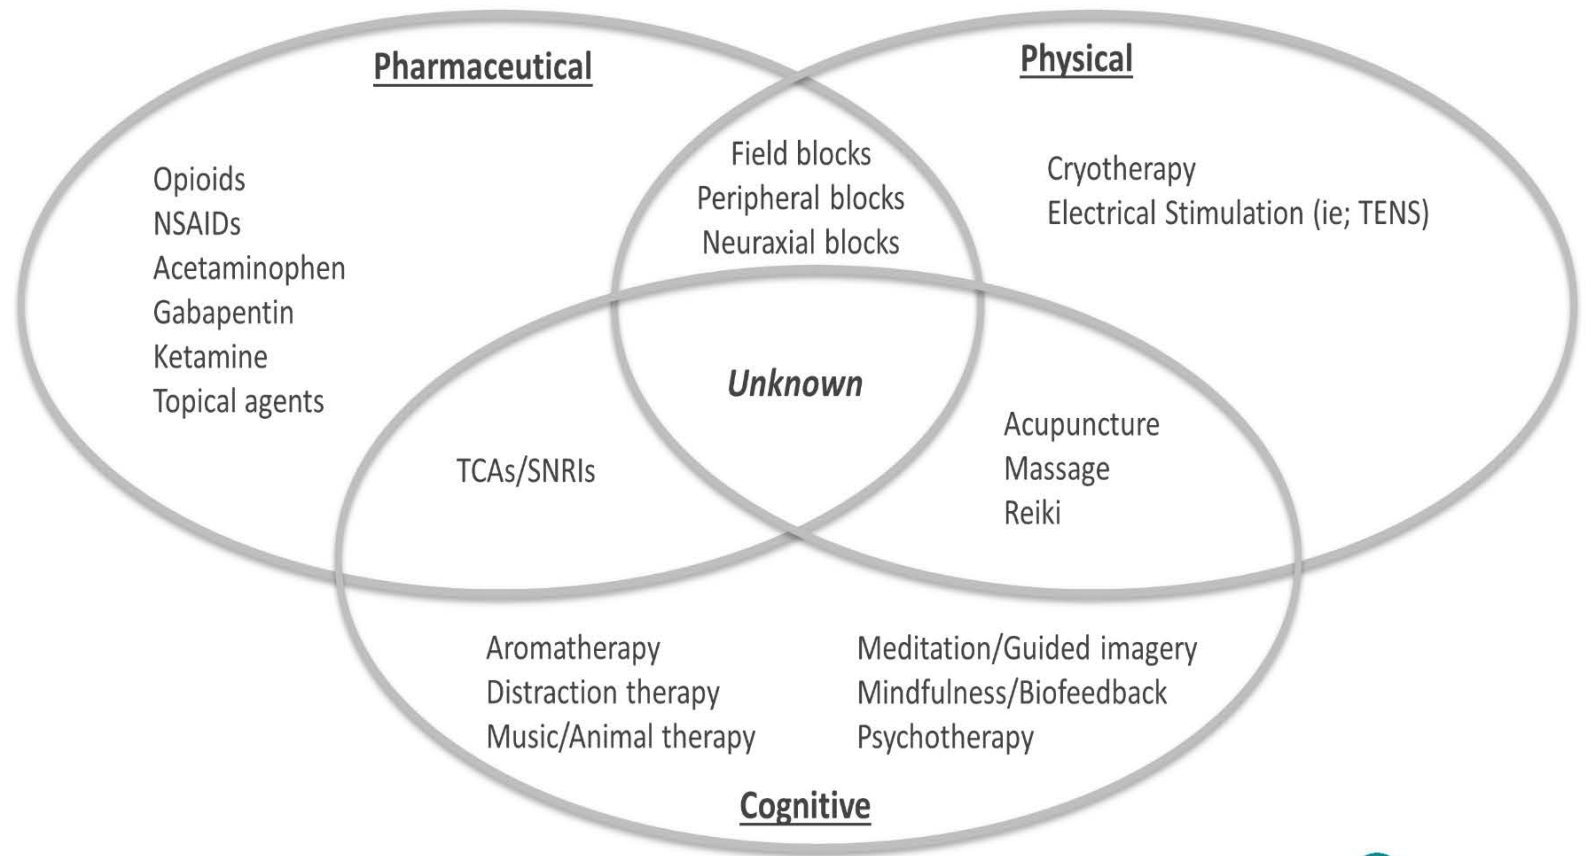 Pharmaceutical
Physical
Opioids
NSAIDs
Acetaminophen
Gabapentin
Ketamine
Topical agents
Field blocks
Peripheral blocks
Neuraxial blocks
Cryotherapy
Electrical Stimulation (ie; TENS)
Unknown
TCAs/SNRIs
Acupuncture
Massage
Reiki
Aromatherapy
Distraction therapy
Music/Animal therapy
Meditation/Guided imagery
Mindfulness/Biofeedback
Psychotherapy
Cognitive